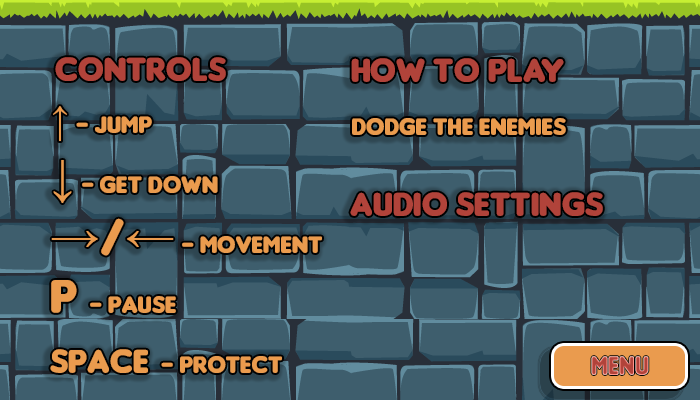 CONTROLS
↑ - JUMP
↓ - GET DOWN
→/← - MOVEMENT
P - PAUSE
SPACE - PROTECT
HOW TO PLAY
DODGE THE ENEMIES
AUDIO SETTINGS
MENU